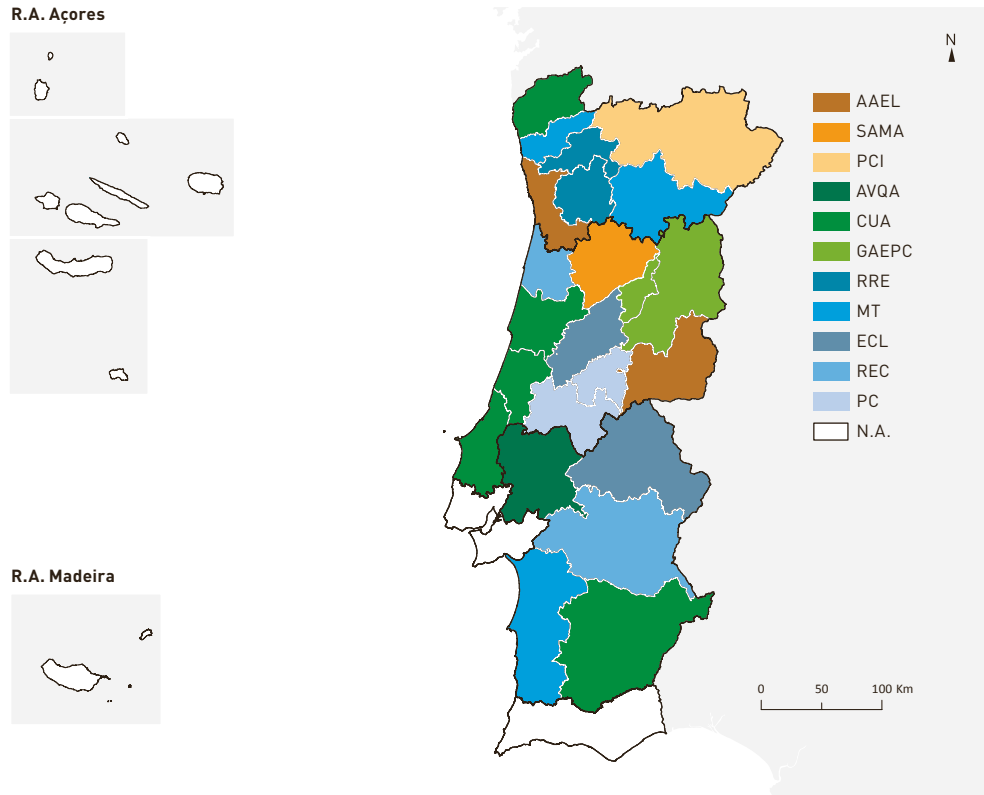 R.A. Açores
N
AAEL
SAMA
PCI
AVQA
CUA
GAEPC
RRE
MT
ECL
REC
PC
N.A.
R.A. Madeira
0 50 100 Km